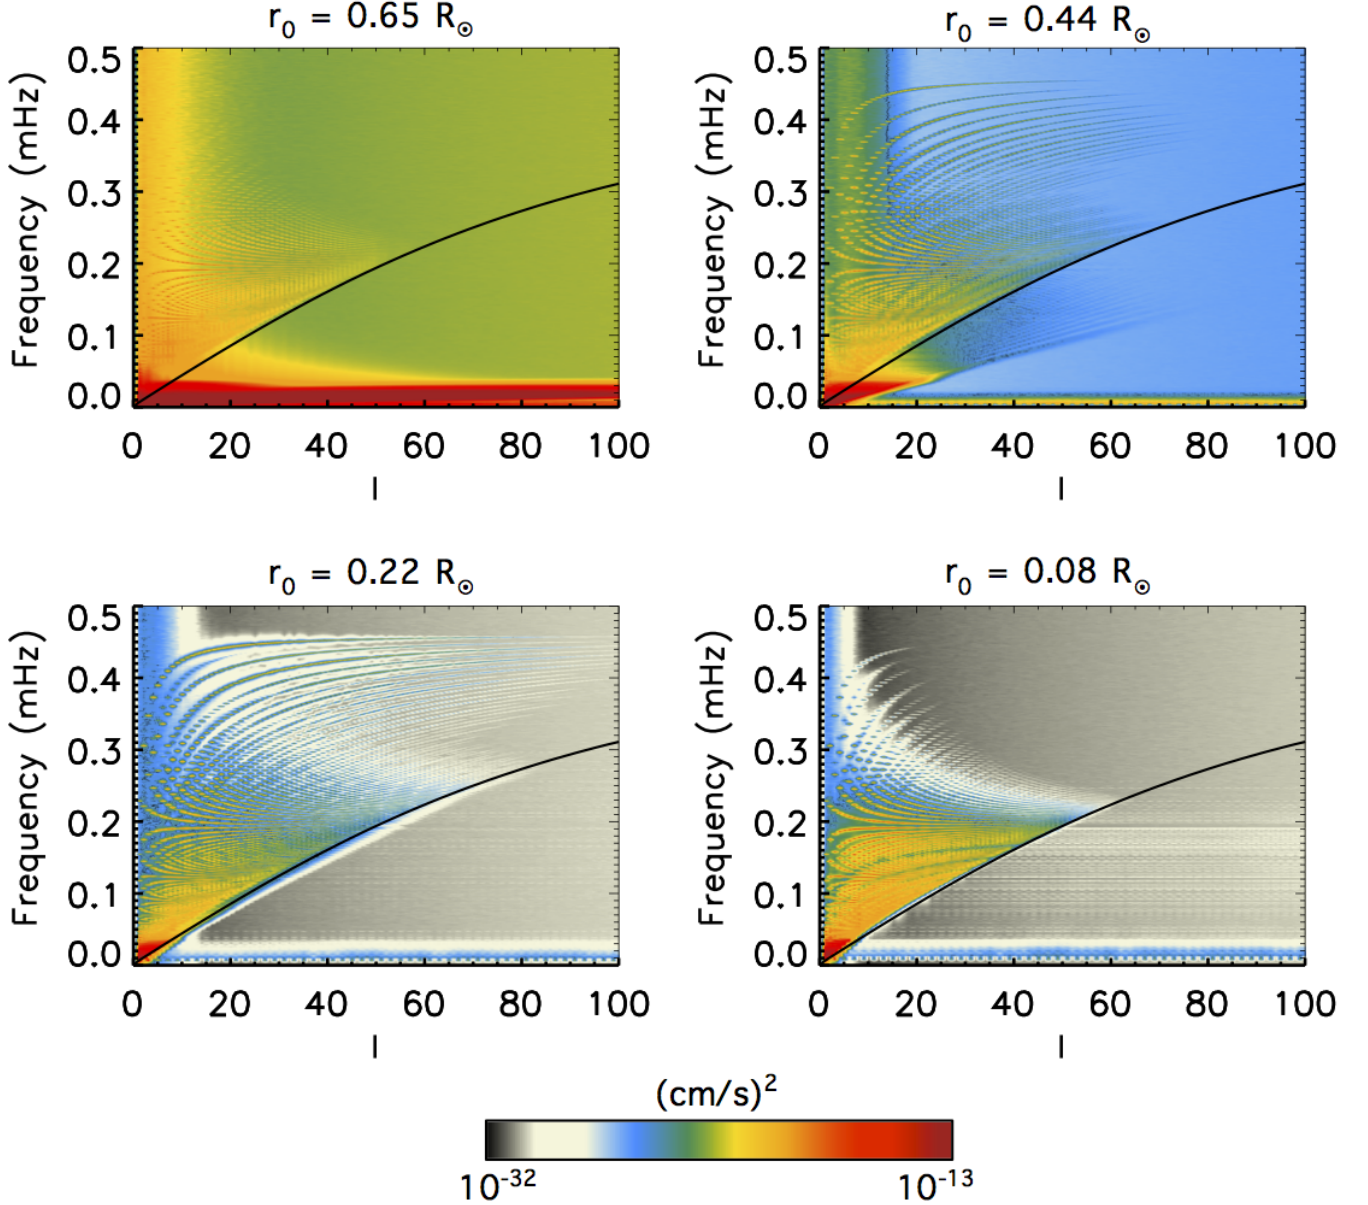 r₀ = 0.65 R☉
r₀ = 0.44 R☉
Frequency (mHz)
0.5
0.4
0.3
0.2
0.1
0.0
0 20 40 60 80 100
l
Frequency (mHz)
0.5
0.4
0.3
0.2
0.1
0.0
0 20 40 60 80 100
l
r₀ = 0.22 R☉
r₀ = 0.08 R☉
Frequency (mHz)
0.5
0.4
0.3
0.2
0.1
0.0
0 20 40 60 80 100
l
Frequency (mHz)
0.5
0.4
0.3
0.2
0.1
0.0
0 20 40 60 80 100
l
(cm/s)²
10⁻³² 10⁻¹³